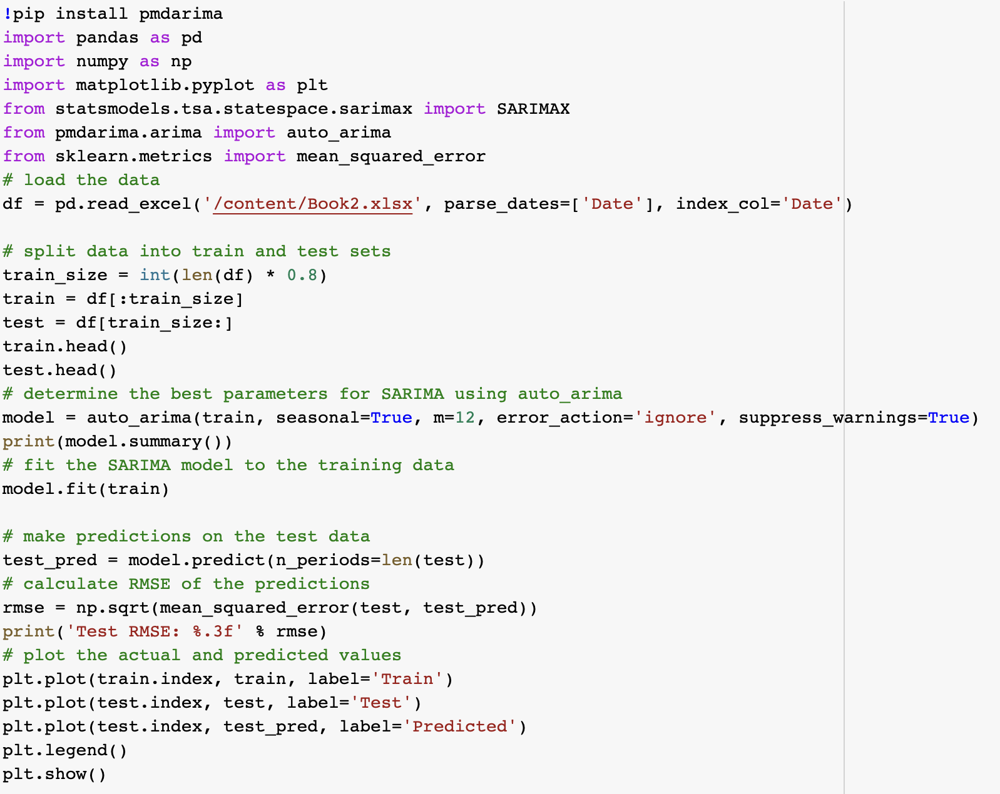 !pip install pmdarima
import pandas as pd
import numpy as np
import matplotlib.pyplot as plt
from statsmodels.tsa.statespace.sarimax import SARIMAX
from pmdarima.arima import auto_arima
from sklearn.metrics import mean_squared_error
# load the data
df = pd.read_excel('/content/Book2.xlsx', parse_dates=['Date'], index_col='Date')
# split data into train and test sets
train_size = int(len(df) * 0.8)
train = df[:train_size]
test = df[train_size:]
train.head()
test.head()
# determine the best parameters for SARIMA using auto_arima
model = auto_arima(train, seasonal=True, m=12, error_action='ignore', suppress_warnings=True)
print(model.summary())
# fit the SARIMA model to the training data
model.fit(train)
# make predictions on the test data
test_pred = model.predict(n_periods=len(test))
# calculate RMSE of the predictions
rmse = np.sqrt(mean_squared_error(test, test_pred))
print('Test RMSE: %.3f' % rmse)
# plot the actual and predicted values
plt.plot(train.index, train, label='Train')
plt.plot(test.index, test, label='Test')
plt.plot(test.index, test_pred, label='Predicted')
plt.legend()
plt.show()